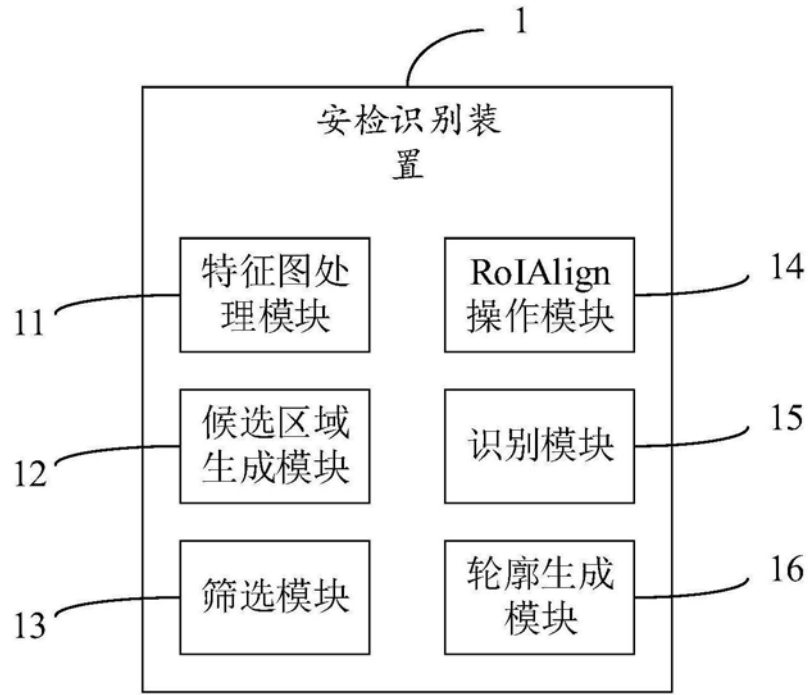 1
安检识别装
置
特征图处
理模块
11
RoIAlign
操作模块
14
候选区域
生成模块
12
识别模块
15
筛选模块
13
轮廓生成
模块
16